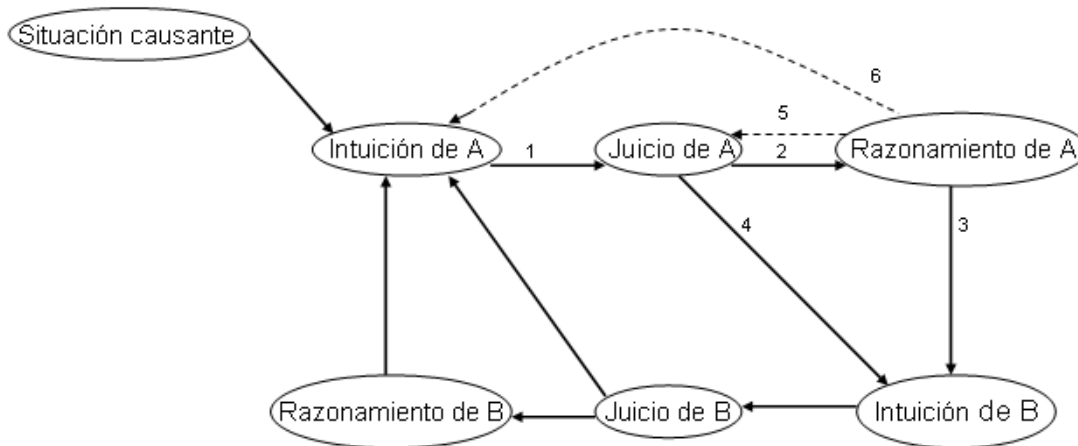 Situación causante
6
5
Intuición de A
1
Juicio de A
2
Razonamiento de A
4
3
Razonamiento de B
Juicio de B
Intuición de B